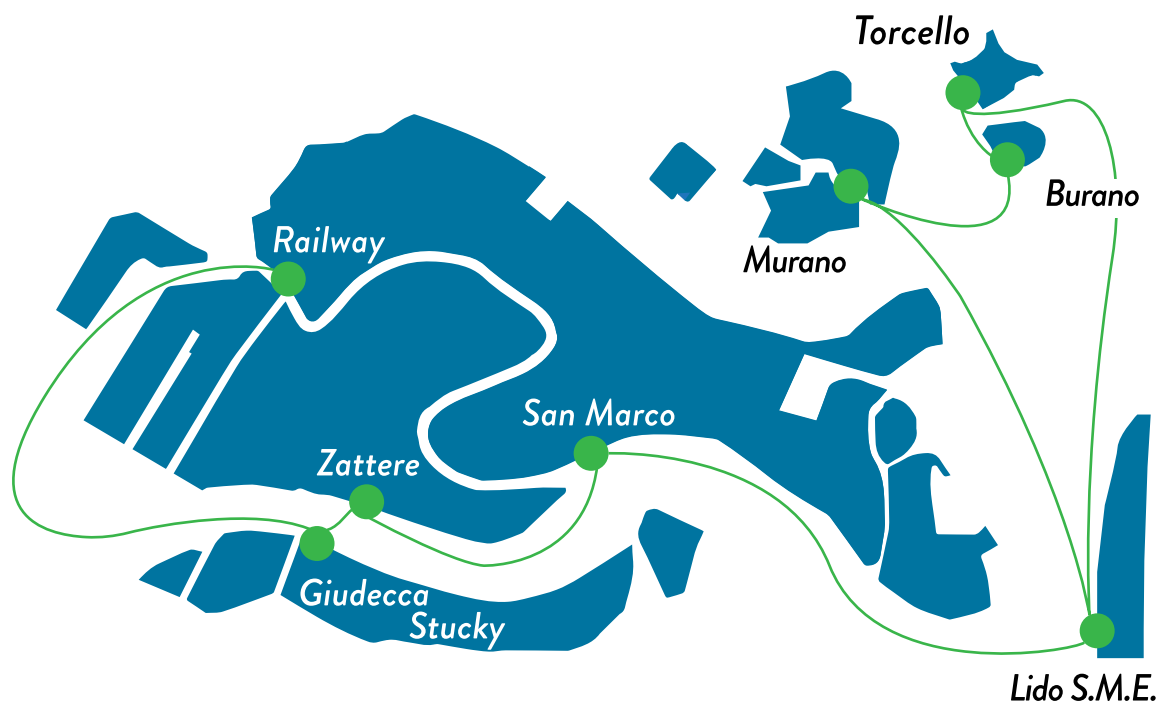 Torcello
Burano
Murano
Railway
San Marco
Zattere
Giudecca
Stucky
Lido S.M.E.